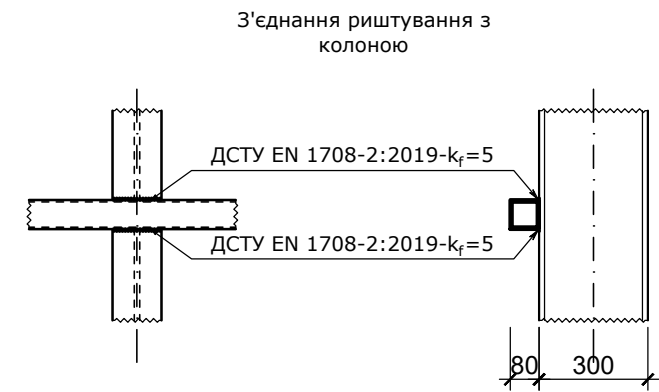 З'єднання риштування з
колоною
ДСТУ EN 1708-2:2019-kf=5
ДСТУ EN 1708-2:2019-kf=5
80 300